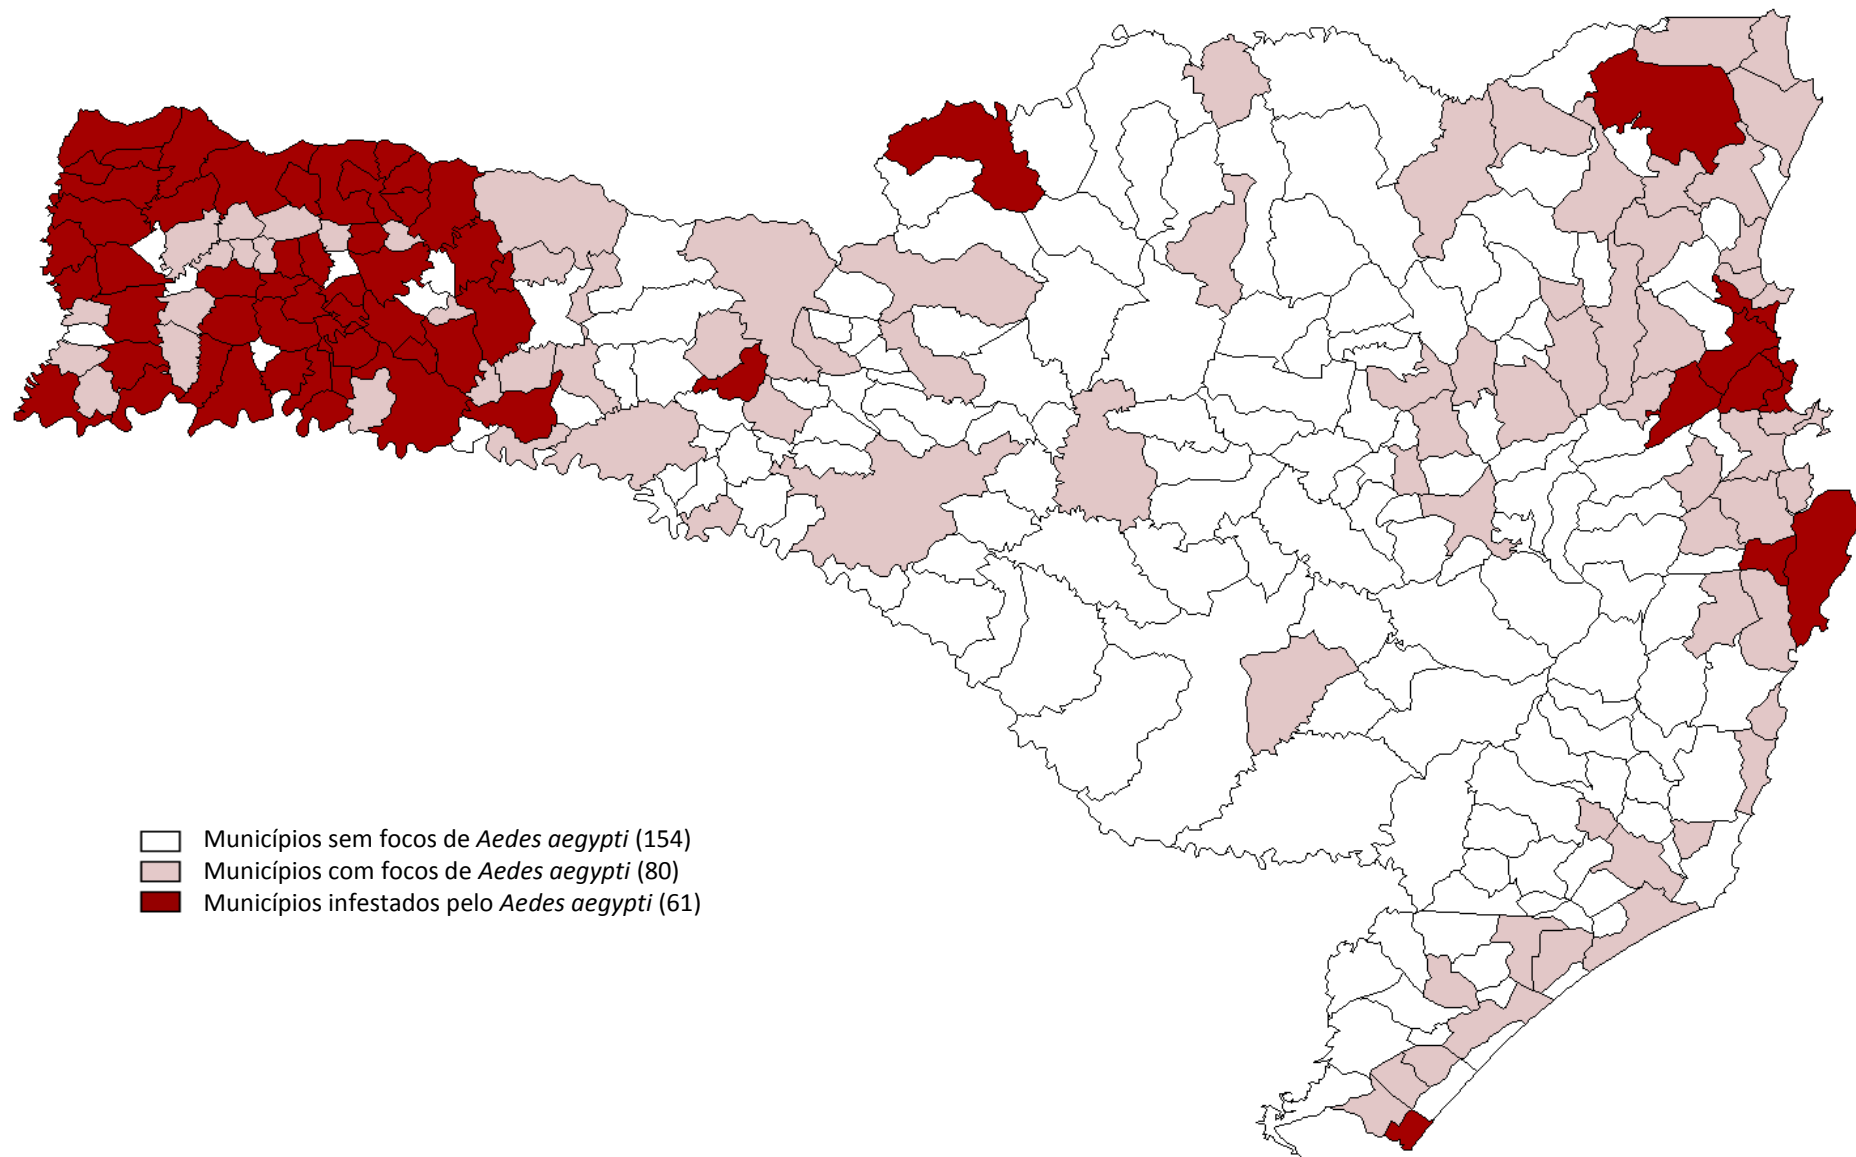 Municípios sem focos de Aedes aegypti (154)
Municípios com focos de Aedes aegypti (80)
Municípios infestados pelo Aedes aegypti (61)